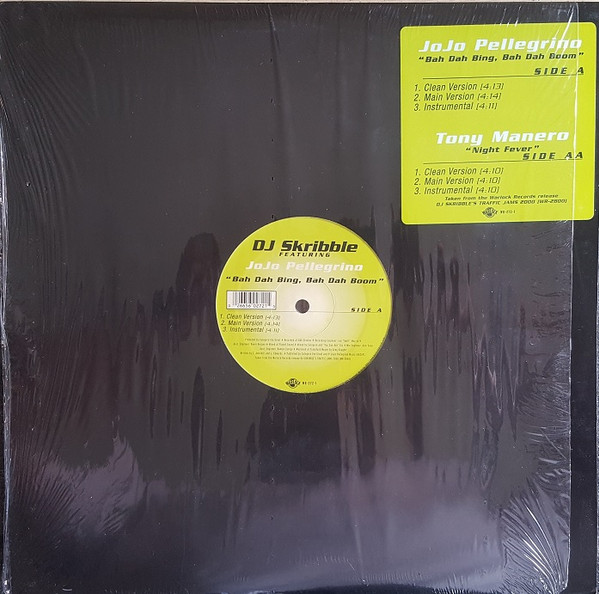 JoJo Pellegrino
"Bah Dah Bing, Bah Dah Boom"
SIDE A
1. Clean Version [4:13]
2. Main Version [4:14]
3. Instrumental [4:11]
Tony Manero
"Night Fever"
SIDE AA
1. Clean Version [4:10]
2. Main Version [4:10]
3. Instrumental [4:10]
Taken from the Warlock Records release
DJ SKRIBBLE'S TRAFFIC JAMS 2000 [WR-2800]
DJ Skribble
FEATURING
JoJo Pellegrino
"Bah Dah Bing, Bah Dah Boom"
SIDE A
1. Clean Version [4:13]
2. Main Version [4:14]
3. Instrumental [4:11]